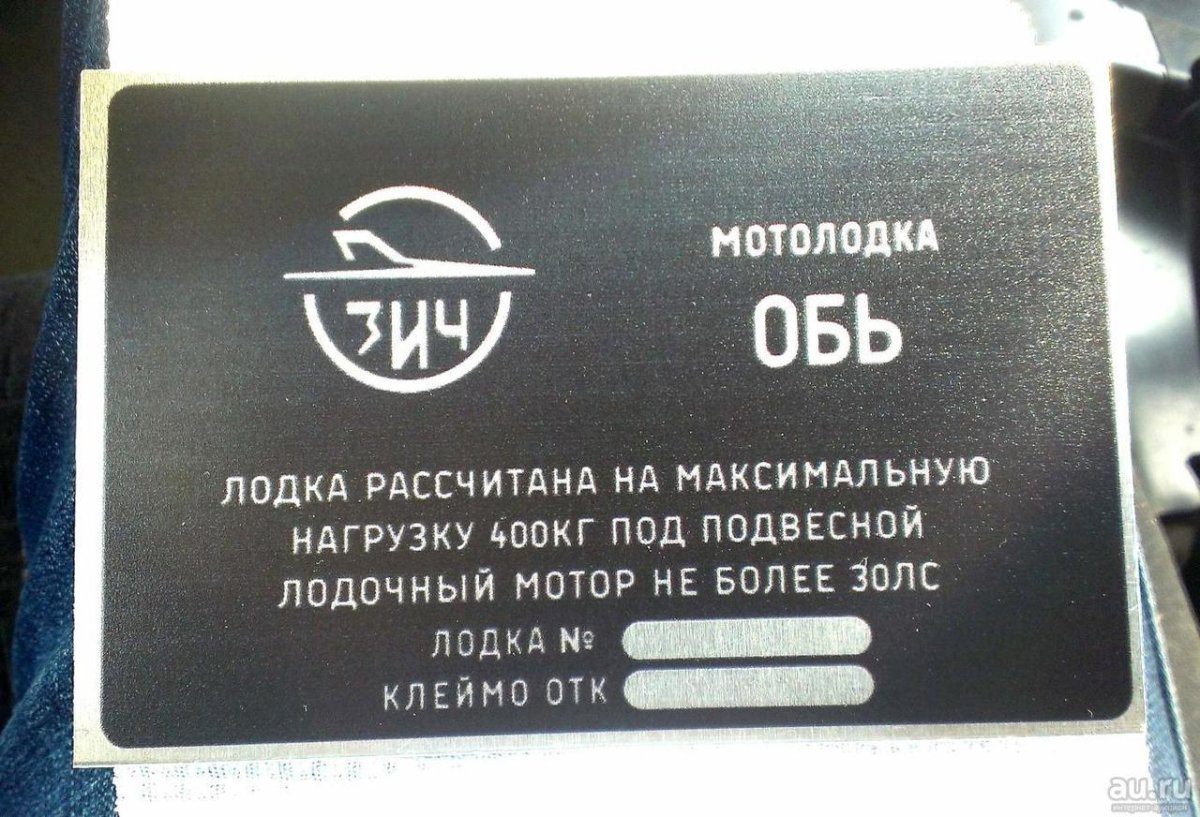 ЗИЧ
МОТОЛОДКА
ОБЬ
ЛОДКА РАССЧИТАНА НА МАКСИМАЛЬНУЮ
НАГРУЗКУ 400КГ ПОД ПОДВЕСНОЙ
ЛОДОЧНЫЙ МОТОР НЕ БОЛЕЕ 30ЛС
ЛОДКА №
КЛЕЙМО ОТК
au.ru